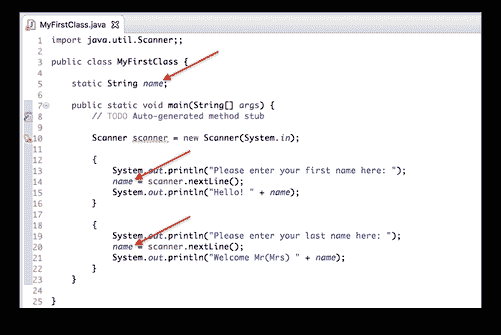 MyFirstClass.java
1 import java.util.Scanner;;
2
3 public class MyFirstClass {
4
5 static String name;
6
7 public static void main(String[] args) {
8 // TODO Auto-generated method stub
9
10 Scanner scanner = new Scanner(System.in);
11
12 {
13 System.out.println("Please enter your first name here: ");
14 name = scanner.nextLine();
15 System.out.println("Hello! " + name);
16 }
17
18 {
19 System.out.println("Please enter your last name here: ");
20 name = scanner.nextLine();
21 System.out.println("Welcome Mr(Mrs) " + name);
22 }
23 }
24
25 }